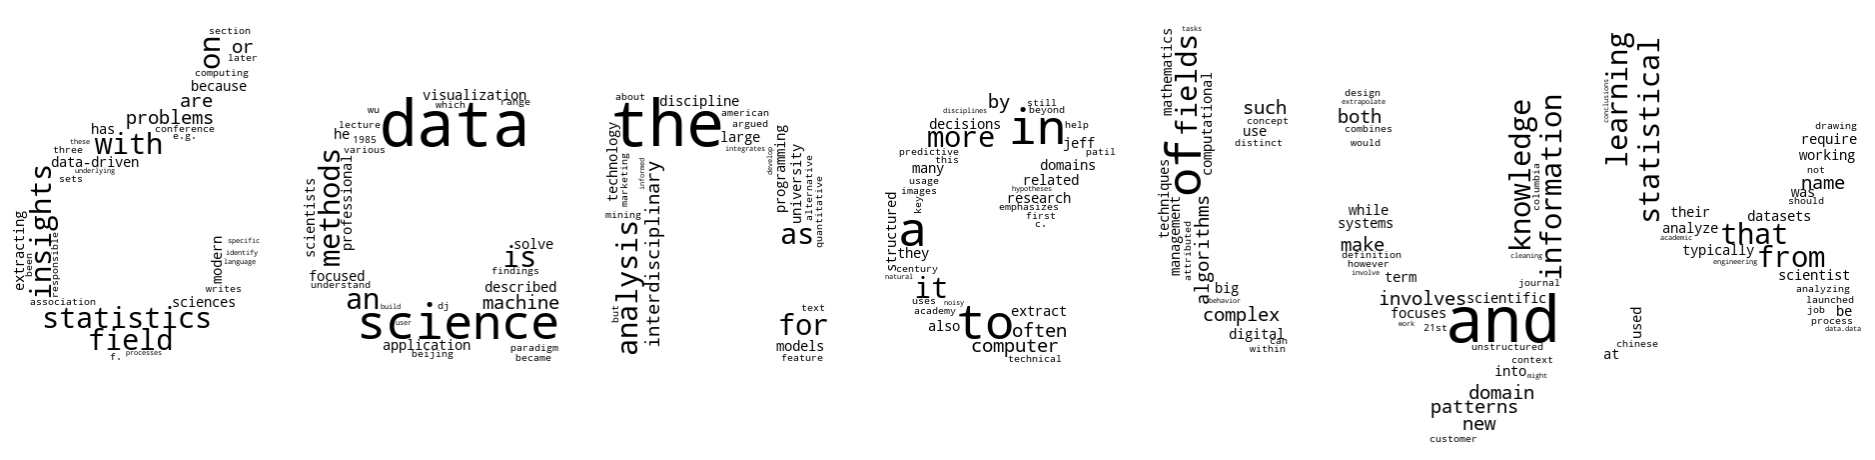 section
on
or
later
computing
because
are
problems
conference
has
e.g.
these
with
three
data-driven
underlying
sets
insights
extracting
been
responsible
modern
specific
identify
language
writes
association
sciences
statistics
field
f.
processes
visualization
which
range
wu
data
lecture
he
1985
various
methods
professional
scientists
solve
is
findings
focused
understand
described
an
build
dj
machine
science
user
application
beijing
paradigm
became
about
the
discipline
american
argued
large
integrates
technology
marketing
informed
interdisciplinary
mining
analysis
but
develop
programming
university
alternative
quantitative
as
text
for
models
feature
by
still
disciplines
beyond
decisions
more
in
help
jeff
patil
predictive
this
many
domains
usage
related
images
hypotheses
key
research
emphasizes
first
c.
structured
a
they
century
natural
it
uses
noisy
academy
also
to
extract
often
computer
technical
tasks
mathematics
fields
computational
of
techniques
management
attributed
algorithms
behavior
such
concept
use
distinct
big
complex
digital
can
within
design
extrapolate
both
combines
would
while
systems
make
definition
however
involve
term
involves
scientific
focuses
work
21st
and
knowledge
columbia
information
cleaning
journal
unstructured
context
into
might
domain
patterns
new
customer
learning
conclusions
statistical
drawing
require
working
not
name
was
should
their
datasets
analyze
academic
that
typically
engineering
from
scientist
analyzing
launched
job
be
process
data.data
used
chinese
at